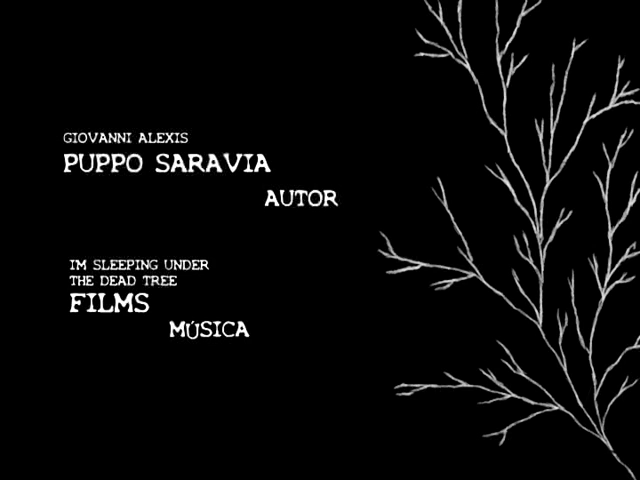 GIOVANNI ALEXIS
PUPPO SARAVIA
AUTOR
IM SLEEPING UNDER
THE DEAD TREE
FILMS
MÚSICA